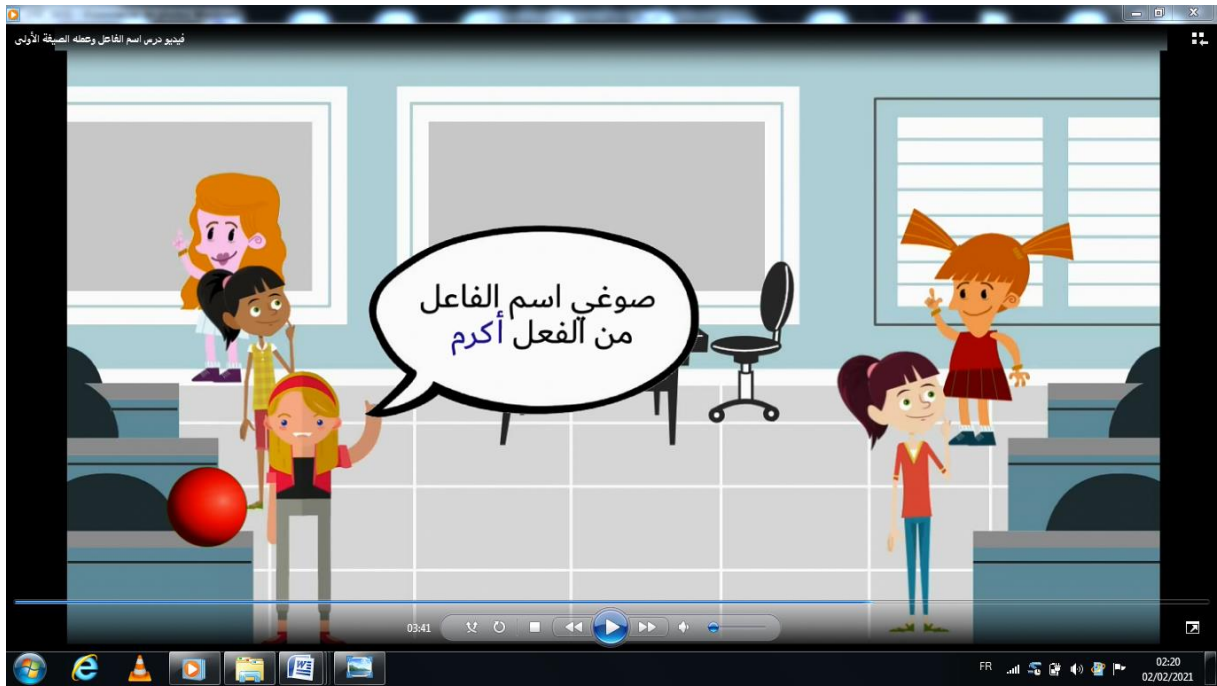 فيديو درس اسم الفاعل وعمله الصيغة الأولى
صوغي اسم الفاعل
من الفعل أكرم
03:41
FR
02:20
02/02/2021